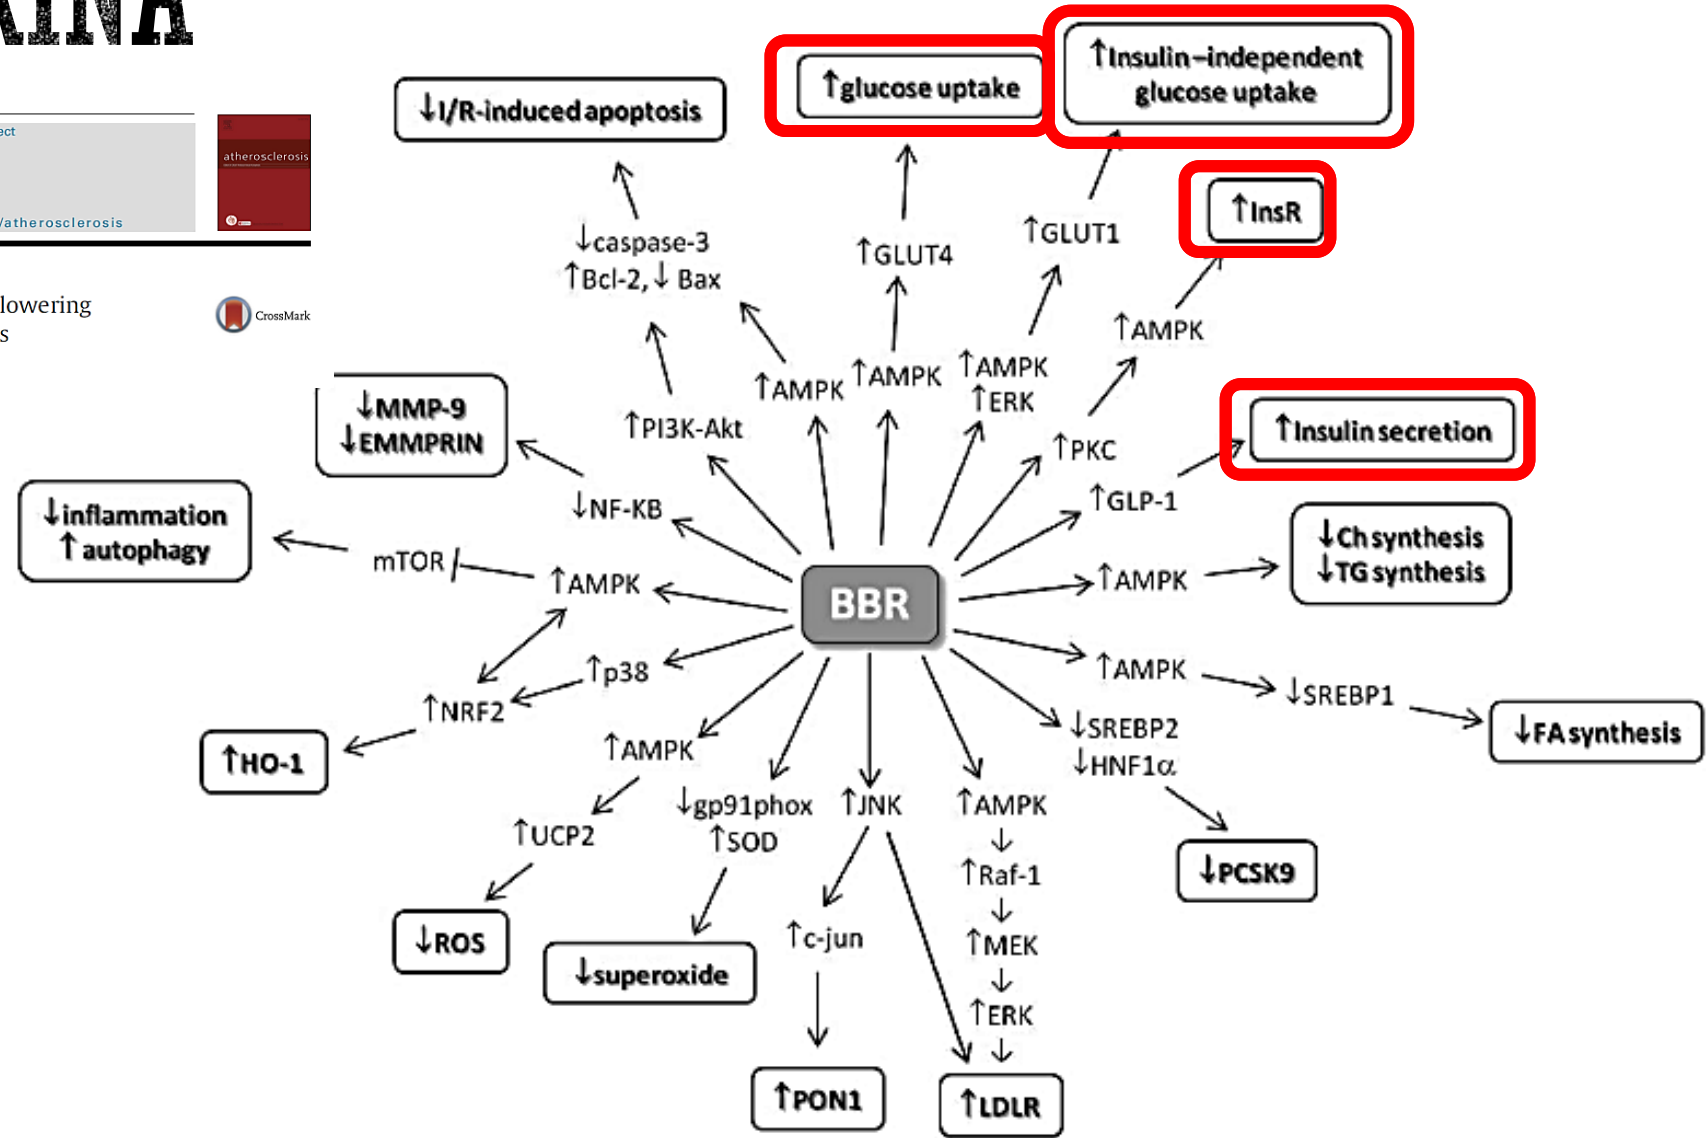 ect
/atherosclerosis
atherosclerosis
lowering
s
CrossMark
↓I/R-induced apoptosis
↑glucose uptake
↑Insulin–independent
glucose uptake
↑InsR
↓caspase-3
↑Bcl-2,↓ Bax
↑GLUT4
↑GLUT1
↑AMPK
↑PI3K-Akt
↑AMPK
↑AMPK
↑AMPK
↑ERK
↑PKC
↑Insulin secretion
↓MMP-9
↓EMMPRIN
↓NF-KB
↑GLP-1
↓inflammation
↑autophagy
mTOR
↑AMPK
BBR
↑AMPK
↓Ch synthesis
↓TG synthesis
↑p38
↑NRF2
↑HO-1
↑AMPK
↓SREBP1
↓FA synthesis
↓SREBP2
↓HNF1α
↓PCSK9
↑AMPK
↑UCP2
↓ROS
↓gp91phox
↑SOD
↓superoxide
↑JNK
↑c-jun
↑PON1
↑AMPK
↓
↑Raf-1
↓
↑MEK
↓
↑ERK
↓
↑LDLR